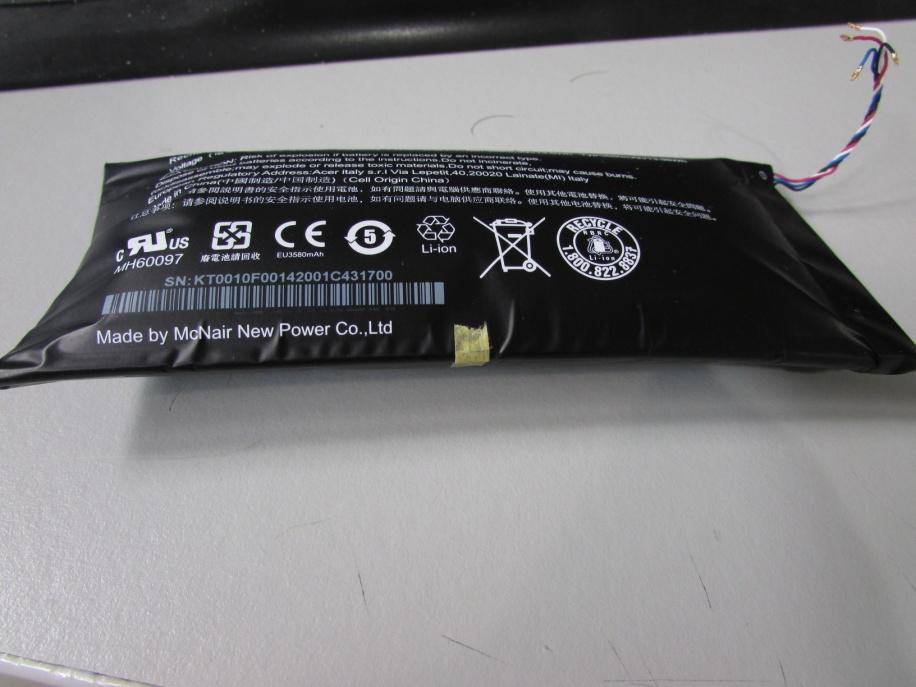 voltage
Risk of explosion if battery is replaced by an incorrect type.
batteries according to the instructions.Do not short circuit;may cause burns.
may explode or release toxic materials.
Regulatory Address:Acer Italy s.r.l Via Lepetit,40,20020 Lainate(MI) Italy
China(中國制造/中国制造) (Cell Origin China)
請參閱說明書的安全指示使用電池，如有問題請與電腦供應商聯絡。使用其他電池替換，將可能引起安全問題。
注意事项：请参阅说明书的安全指示使用电池，如有问题请与电脑供应商联络。使用其他电池替换，将可能引起安全问题。
C RU® US
MH60097
廢電池請回收
CE
EU3580mAh
5
Li-ion
RECYCLE
RBRC
Li-ion
1.800.822.8837
SN:KT0010F00142001C431700
Made by McNair New Power Co.,Ltd